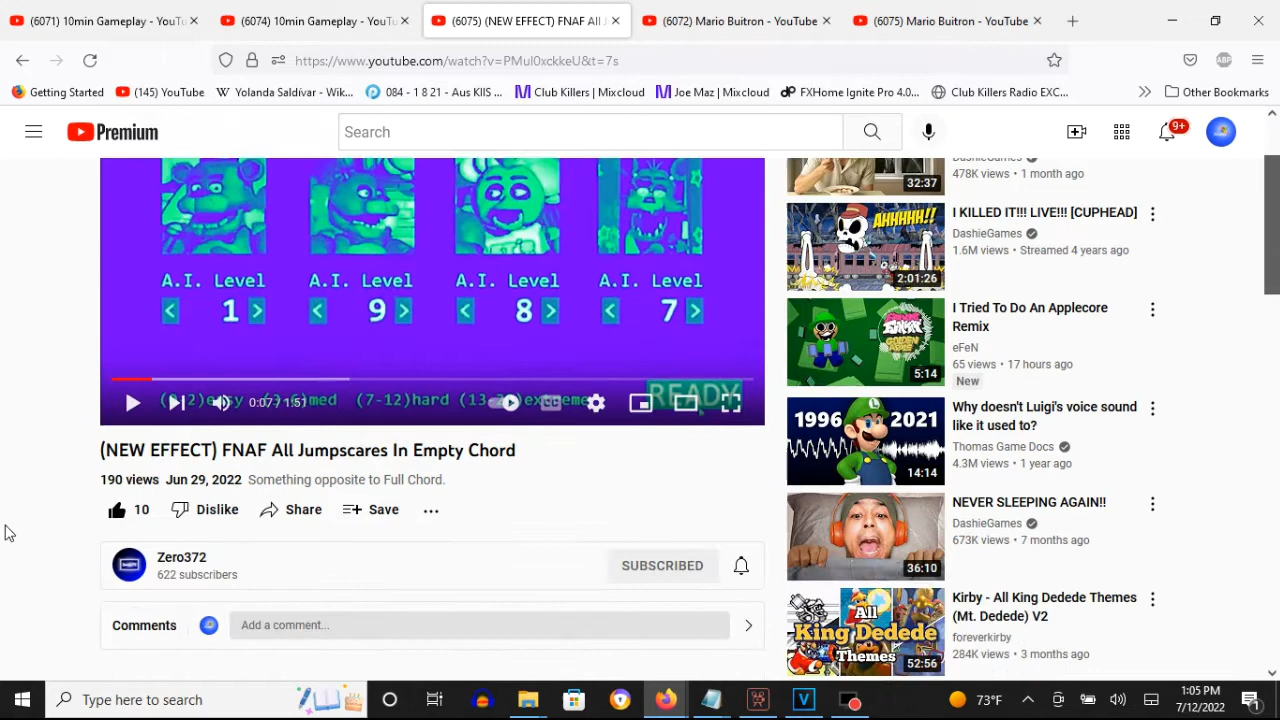 (6071) 10min Gameplay - YouTu
(6074) 10min Gameplay - YouTu
(6075) (NEW EFFECT) FNAF All J
(6072) Mario Buitron - YouTube
(6075) Mario Buitron - YouTube
https://www.youtube.com/watch?v=PMul0xckkeU&t=7s
ABP
Getting Started
(145) YouTube
Yolanda Saldívar - Wik...
084 - 1 8 21 - Aus KIIS ...
Club Killers | Mixcloud
Joe Maz | Mixcloud
FXHome Ignite Pro 4.0...
Club Killers Radio EXC...
Other Bookmarks
Premium
Search
9+
A.I. Level
A.I. Level
A.I. Level
A.I. Level
< 1 >
< 9 >
< 8 >
< 7 >
READY
(7-12)hard
0:07 / 1:51
(NEW EFFECT) FNAF All Jumpscares In Empty Chord
190 views Jun 29, 2022 Something opposite to Full Chord.
10
Dislike
Share
Save
Zero372
622 subscribers
SUBSCRIBED
Comments
Add a comment...
DashieGames
478K views • 1 month ago
32:37
AHHHHH!!
2:01:26
I KILLED IT!!! LIVE!!! [CUPHEAD]
DashieGames
1.6M views • Streamed 4 years ago
5:14
I Tried To Do An Applecore
Remix
eFeN
65 views • 17 hours ago
New
1996
2021
14:14
Why doesn't Luigi's voice sound
like it used to?
Thomas Game Docs
4.3M views • 1 year ago
36:10
NEVER SLEEPING AGAIN!!
DashieGames
673K views • 7 months ago
All
King Dedede
Themes
52:56
Kirby - All King Dedede Themes
(Mt. Dedede) V2
foreverkirby
284K views • 3 months ago
Type here to search
73°F
1:05 PM
7/12/2022
1